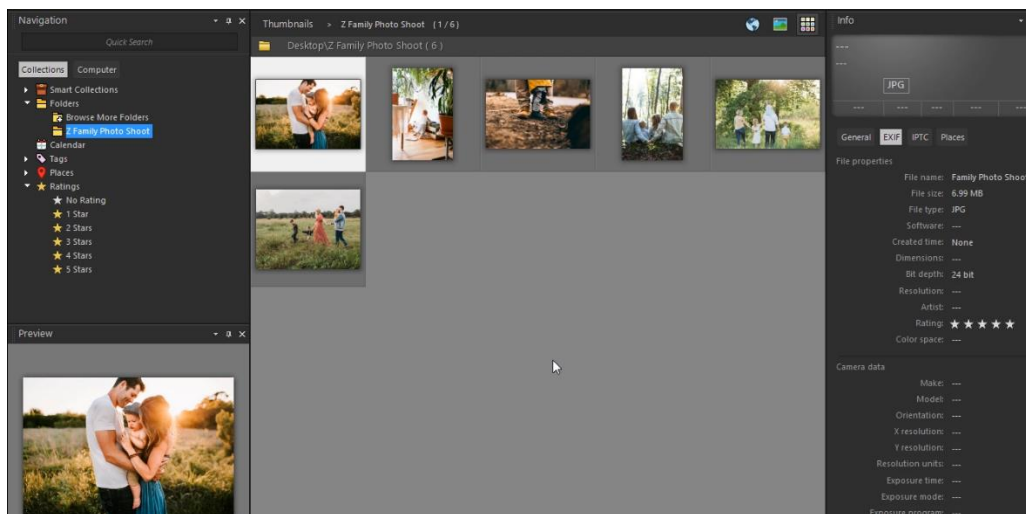 Navigation
Quick Search
Collections Computer
Smart Collections
Folders
Browse More Folders
Z Family Photo Shoot
Calendar
Tags
Places
Ratings
No Rating
1 Star
2 Stars
3 Stars
4 Stars
5 Stars
Preview
Thumbnails > Z Family Photo Shoot (1/6)
Desktop\Z Family Photo Shoot ( 6 )
Info
---
---
JPG
--- --- --- --- ---
General EXIF IPTC Places
File properties
File name: Family Photo Shoot
File size: 6.99 MB
File type: JPG
Software: ---
Created time: None
Dimensions: ---
Bit depth: 24 bit
Resolution: ---
Artist: ---
Rating: ★ ★ ★ ★ ★
Color space: ---
Camera data
Make: ---
Model: ---
Orientation: ---
X resolution: ---
Y resolution: ---
Resolution units: ---
Exposure time: ---
Exposure mode: ---
Exposure program: ---